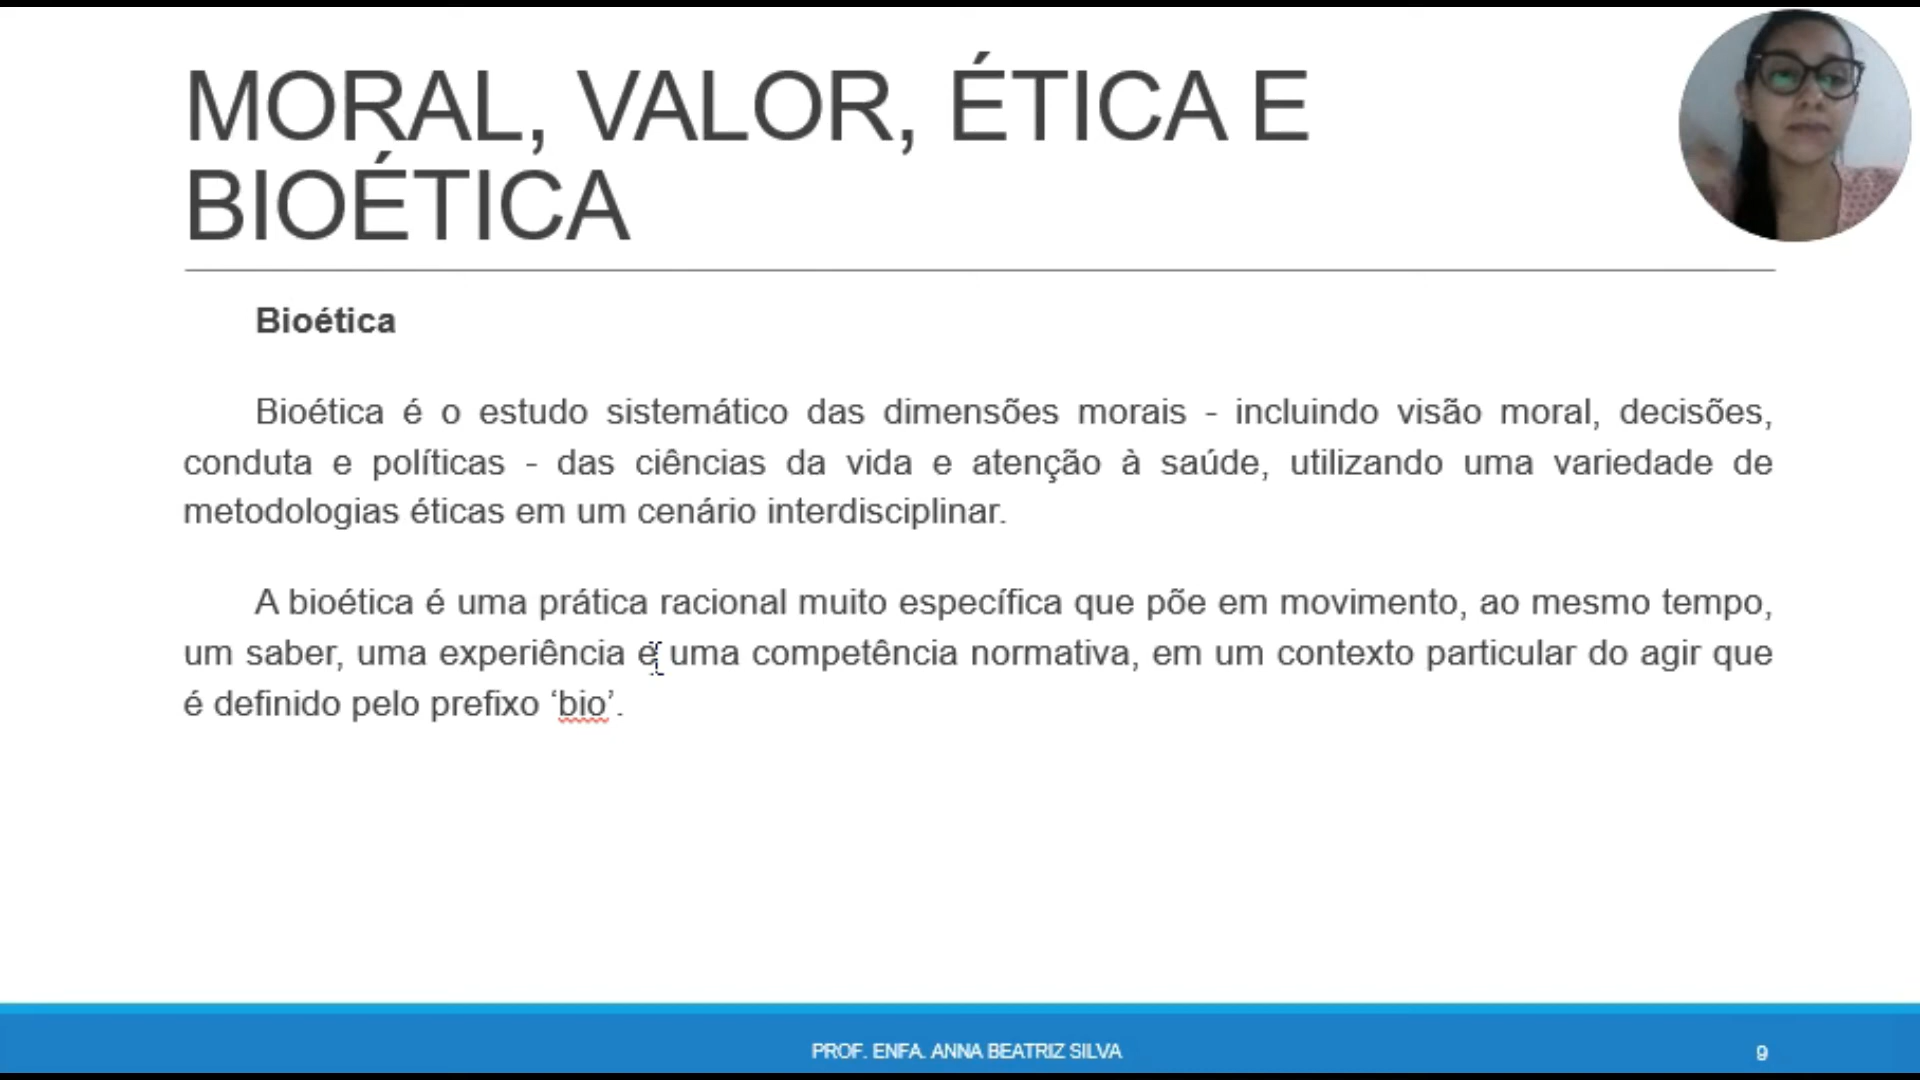 MORAL, VALOR, ÉTICA E
BIOÉTICA
Bioética
Bioética é o estudo sistemático das dimensões morais - incluindo visão moral, decisões,
conduta e políticas - das ciências da vida e atenção à saúde, utilizando uma variedade de
metodologias éticas em um cenário interdisciplinar.
A bioética é uma prática racional muito específica que põe em movimento, ao mesmo tempo,
um saber, uma experiência e uma competência normativa, em um contexto particular do agir que
é definido pelo prefixo ‘bio’.
PROF. ENFA. ANNA BEATRIZ SILVA
9